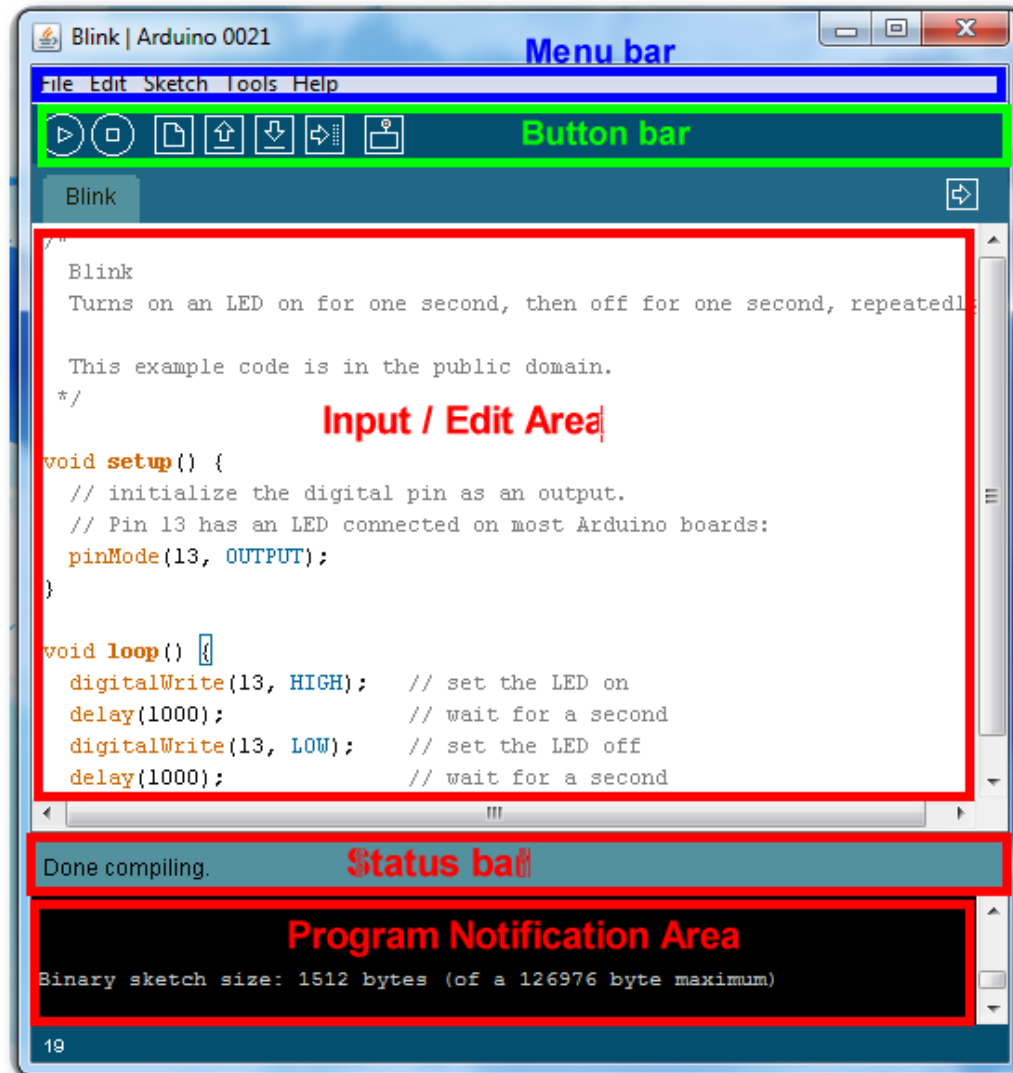 Blink | Arduino 0021
Menu bar
File Edit Sketch Tools Help
Button bar
Blink
/*
Blink
Turns on an LED on for one second, then off for one second, repeatedly
This example code is in the public domain.
*/
Input / Edit Area
void setup() {
// initialize the digital pin as an output.
// Pin 13 has an LED connected on most Arduino boards:
pinMode(13, OUTPUT);
}
void loop() {
digitalWrite(13, HIGH);   // set the LED on
delay(1000);              // wait for a second
digitalWrite(13, LOW);    // set the LED off
delay(1000);              // wait for a second
Done compiling. Status bar
Program Notification Area
Binary sketch size: 1512 bytes (of a 126976 byte maximum)
19